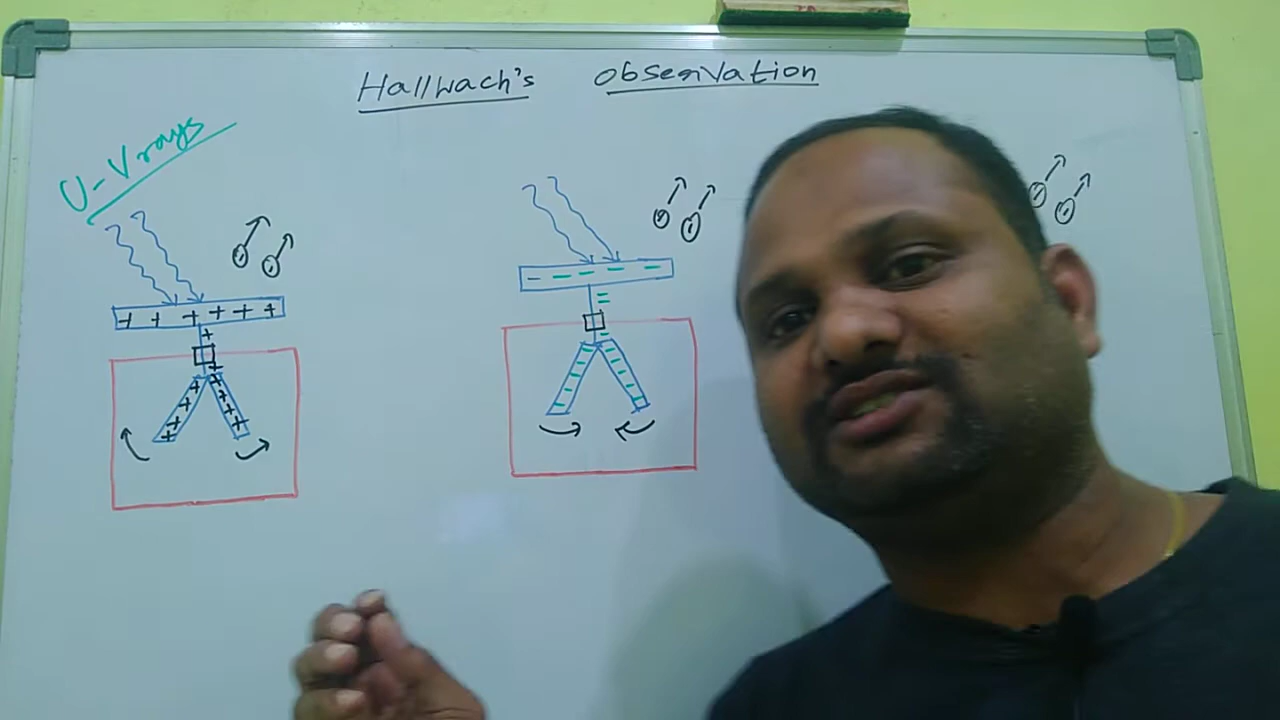 Hallwach's observation
U-V rays
+ + + + + +
- - - - -